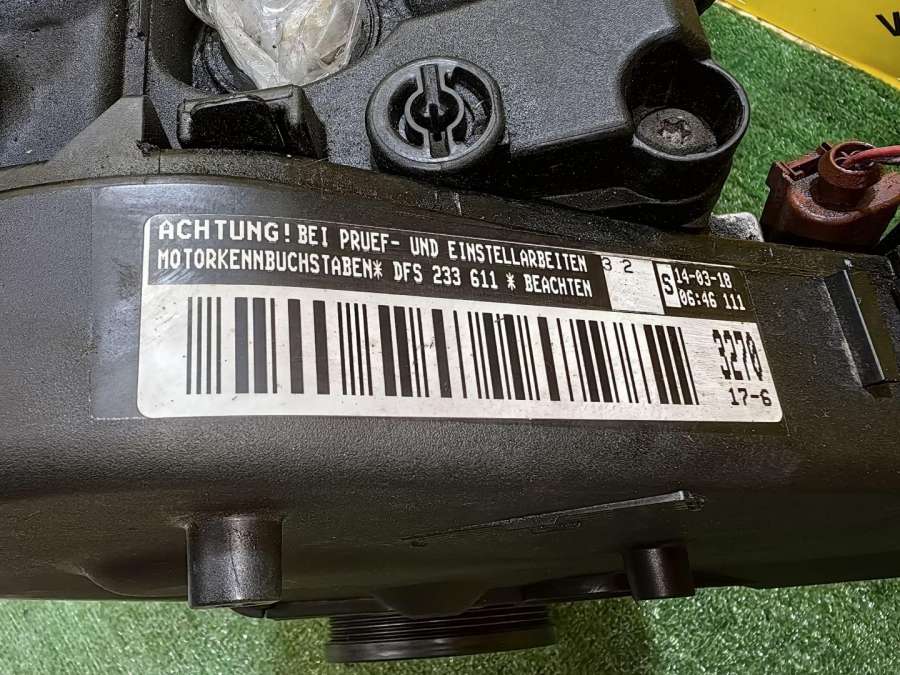 ACHTUNG! BEI PRUEF- UND EINSTELLARBEITEN
MOTORKENNBUCHSTABEN* DFS 233 611 * BEACHTEN
3 2
S
14-03-18
06:46 111
3270
17-6
V